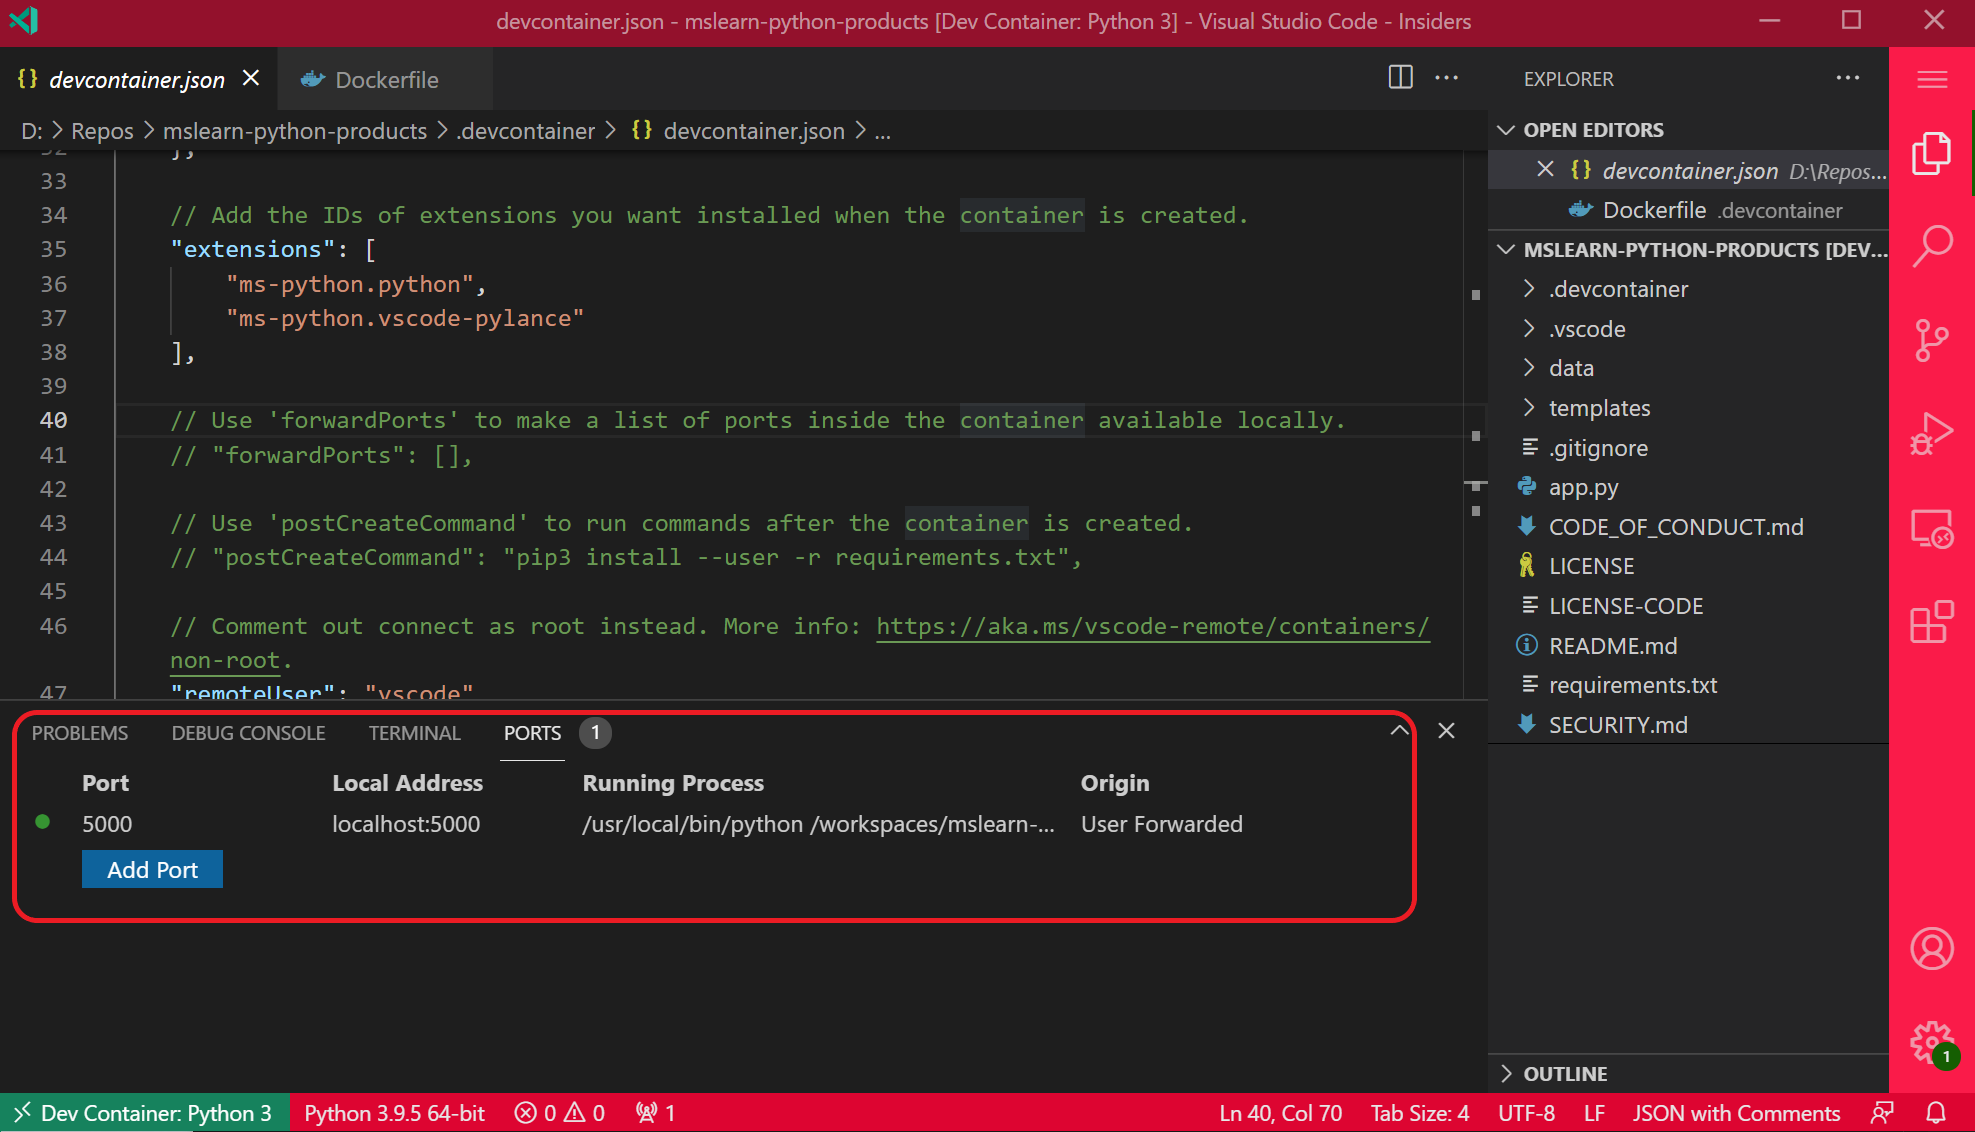 devcontainer.json - mslearn-python-products [Dev Container: Python 3] - Visual Studio Code - Insiders
{} devcontainer.json
Dockerfile
D: > Repos > mslearn-python-products > .devcontainer > {} devcontainer.json > ...
32 ],
33
34 // Add the IDs of extensions you want installed when the container is created.
35 "extensions": [
36 "ms-python.python",
37 "ms-python.vscode-pylance"
38 ],
39
40 // Use 'forwardPorts' to make a list of ports inside the container available locally.
41 // "forwardPorts": [],
42
43 // Use 'postCreateCommand' to run commands after the container is created.
44 // "postCreateCommand": "pip3 install --user -r requirements.txt",
45
46 // Comment out connect as root instead. More info: https://aka.ms/vscode-remote/containers/
non-root.
47 "remoteUser": "vscode"
PROBLEMS DEBUG CONSOLE TERMINAL PORTS 1
Port Local Address Running Process Origin
5000 localhost:5000 /usr/local/bin/python /workspaces/mslearn-... User Forwarded
Add Port
EXPLORER
OPEN EDITORS
{} devcontainer.json D:\Repos...
Dockerfile .devcontainer
MSLEARN-PYTHON-PRODUCTS [DEV...
.devcontainer
.vscode
data
templates
.gitignore
app.py
CODE_OF_CONDUCT.md
LICENSE
LICENSE-CODE
README.md
requirements.txt
SECURITY.md
OUTLINE
1
Dev Container: Python 3 Python 3.9.5 64-bit 0 0 1 Ln 40, Col 70 Tab Size: 4 UTF-8 LF JSON with Comments